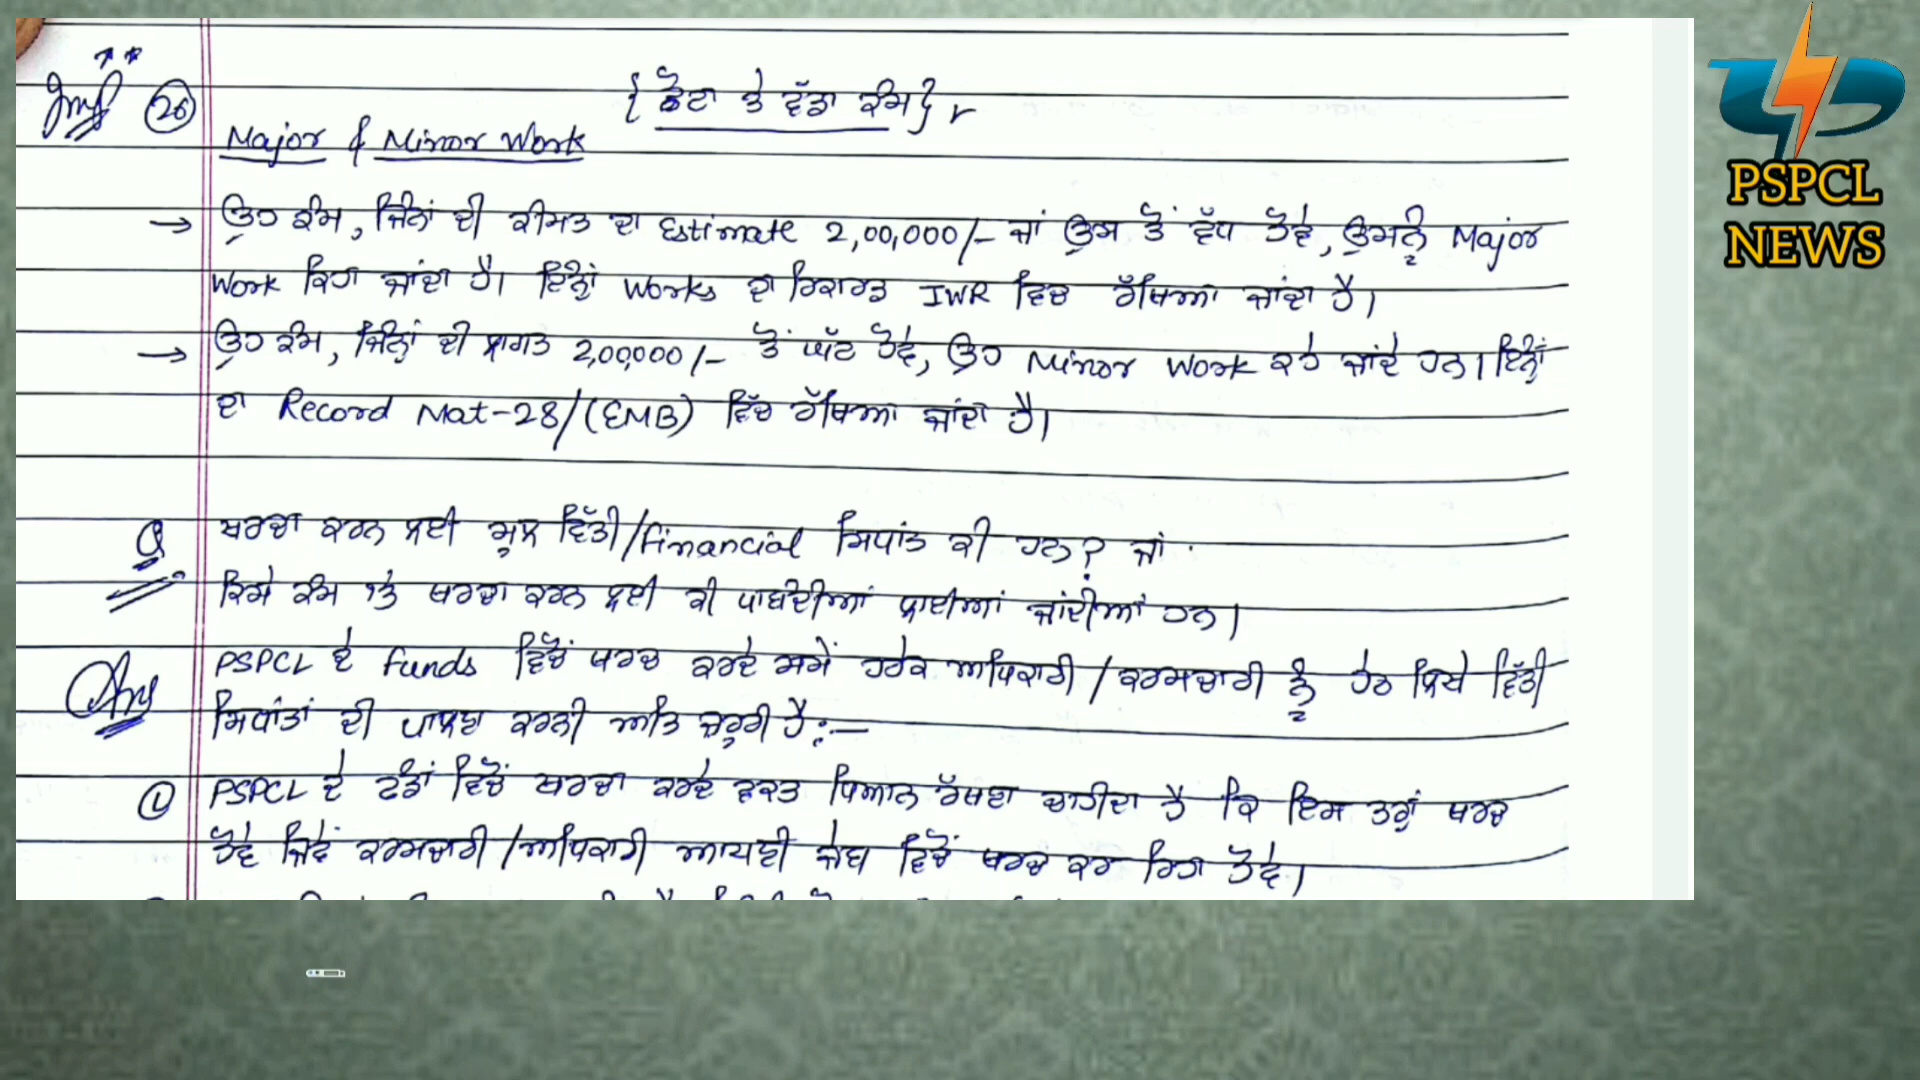 Imp (26) {ਛੋਟਾ ਤੇ ਵੱਡਾ ਕੰਮ}
Major & Minor Work
→ ਉਹ ਕੰਮ, ਜਿੰਨਾਂ ਦੀ ਕੀਮਤ ਦਾ Estimate 2,00,000/- ਜਾਂ ਉਸ ਤੋਂ ਵੱਧ ਹੋਵੇ, ਉਸਨੂੰ Major
Work ਕਿਹਾ ਜਾਂਦਾ ਹੈ। ਇੰਨ੍ਹਾਂ Works ਦਾ ਰਿਕਾਰਡ IWR ਵਿਚ ਰੱਖਿਆ ਜਾਂਦਾ ਹੈ।
→ ਉਹ ਕੰਮ, ਜਿੰਨ੍ਹਾਂ ਦੀ ਲਾਗਤ 2,00,000/- ਤੋਂ ਘੱਟ ਹੋਵੇ, ਉਹ Minor Work ਕਹੇ ਜਾਂਦੇ ਹਨ। ਇੰਨ੍ਹਾਂ
ਦਾ Record Mat-28/(EMB) ਵਿੱਚ ਰੱਖਿਆ ਜਾਂਦਾ ਹੈ।
Q ਖਰਚਾ ਕਰਨ ਲਈ ਮੂਲ ਵਿੱਤੀ/financial ਸਿਧਾਂਤ ਕੀ ਹਨ? ਜਾਂ
ਕਿਸੇ ਕੰਮ ਤੇ ਖਰਚਾ ਕਰਨ ਲਈ ਕੀ ਪਾਬੰਦੀਆਂ ਲਾਈਆਂ ਜਾਂਦੀਆਂ ਹਨ।
Ans PSPCL ਦੇ funds ਵਿੱਚੋਂ ਖਰਚ ਕਰਦੇ ਸਮੇਂ ਹਰੇਕ ਅਧਿਕਾਰੀ/ਕਰਮਚਾਰੀ ਨੂੰ ਹੇਠ ਲਿਖੇ ਵਿੱਤੀ
ਸਿਧਾਂਤਾਂ ਦੀ ਪਾਲਣਾ ਕਰਨੀ ਅਤਿ ਜ਼ਰੂਰੀ ਹੈ:—
① PSPCL ਦੇ ਫੰਡਾਂ ਵਿੱਚੋਂ ਖਰਚਾ ਕਰਦੇ ਵਕਤ ਧਿਆਨ ਰੱਖਣਾ ਚਾਹੀਦਾ ਹੈ ਕਿ ਇਸ ਤਰ੍ਹਾਂ ਖਰਚ
ਹੋਵੇ ਜਿਵੇਂ ਕਰਮਚਾਰੀ/ਅਧਿਕਾਰੀ ਆਪਣੀ ਜੇਬ ਵਿੱਚੋਂ ਖਰਚ ਕਰ ਰਿਹਾ ਹੋਵੇ।
PSPCL
NEWS